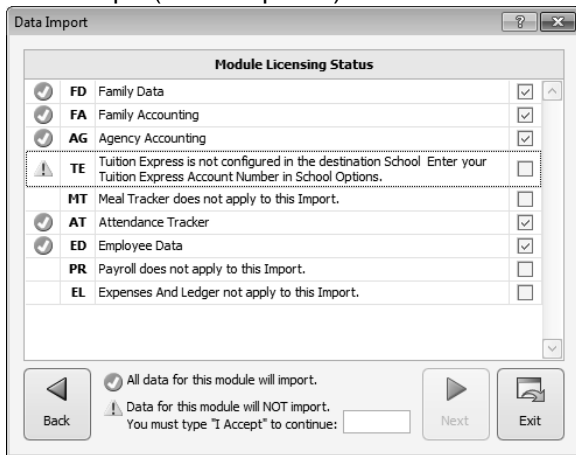 Data Import
?
Module Licensing Status
FD Family Data
FA Family Accounting
AG Agency Accounting
TE Tuition Express is not configured in the destination School Enter your
Tuition Express Account Number in School Options.
MT Meal Tracker does not apply to this Import.
AT Attendance Tracker
ED Employee Data
PR Payroll does not apply to this Import.
EL Expenses And Ledger not apply to this Import.
All data for this module will import.
Data for this module will NOT import.
You must type "I Accept" to continue:
Back
Next
Exit